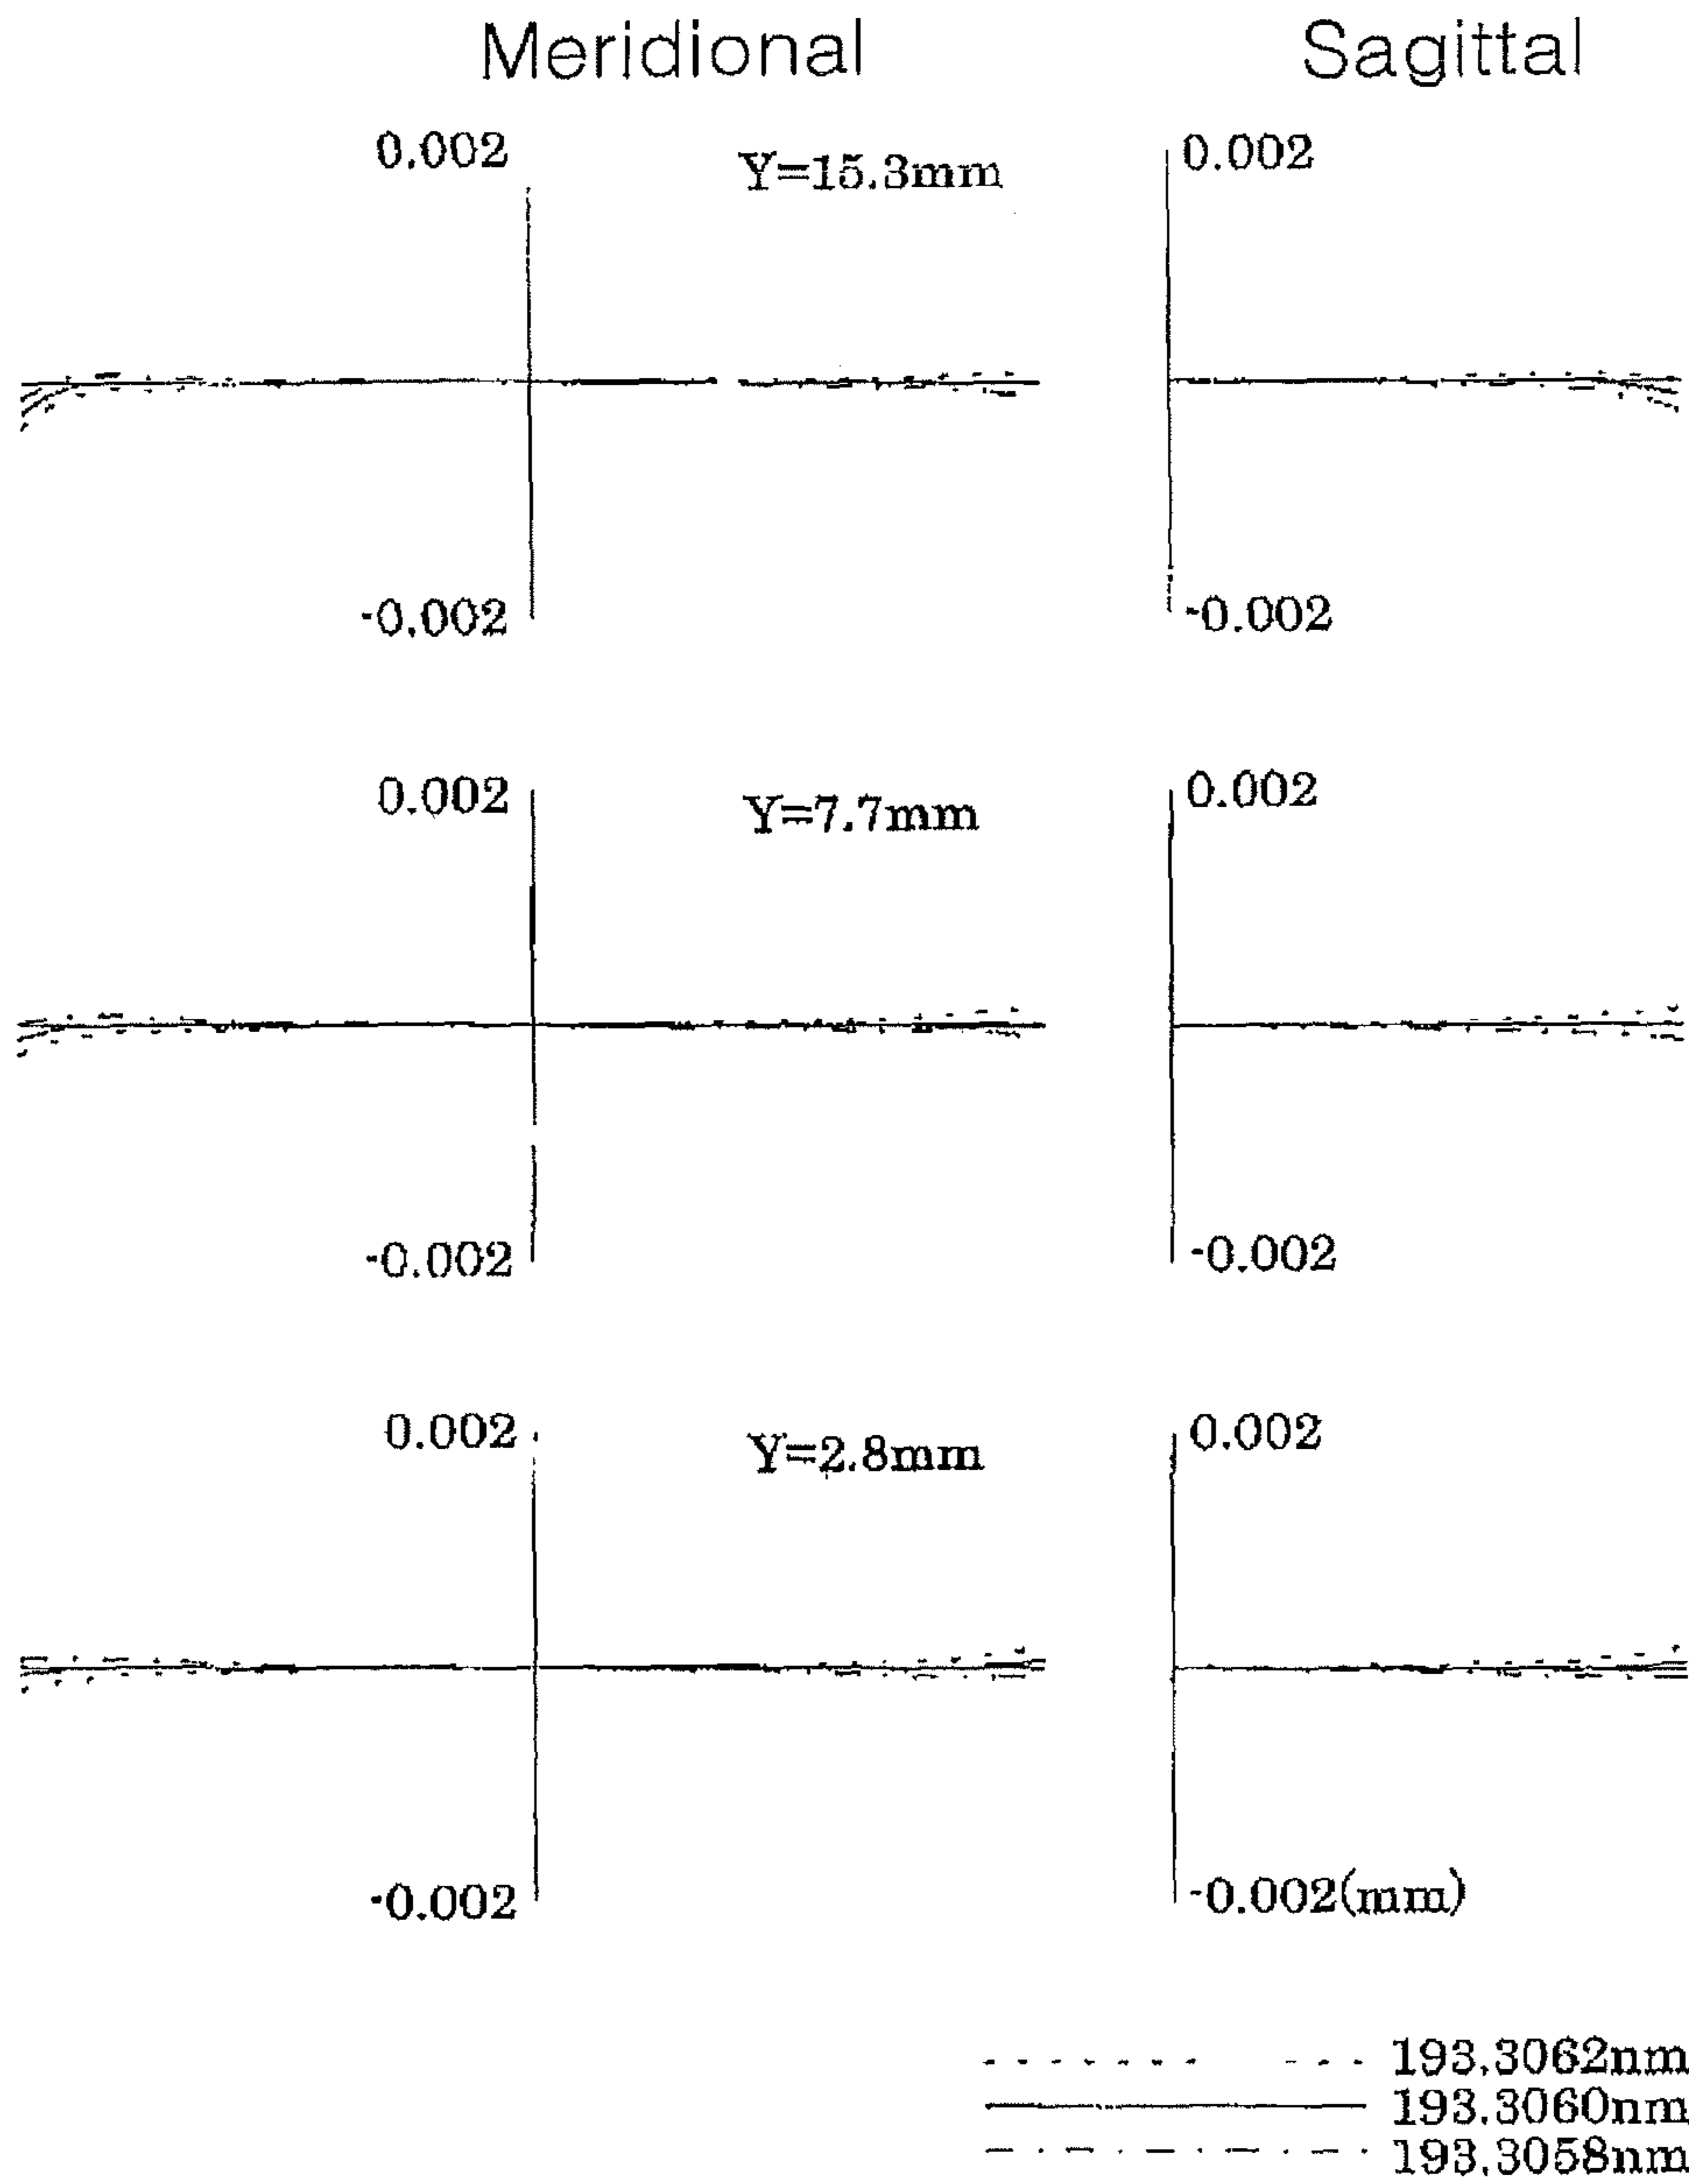 Meridional Sagittal
0.002 Y=15.3mm 0.002
-0.002 -0.002
0.002 Y=7.7mm 0.002
-0.002 -0.002
0.002 Y=2.8mm 0.002
-0.002 -0.002(mm)
193.3062nm
193.3060nm
193.3058nm